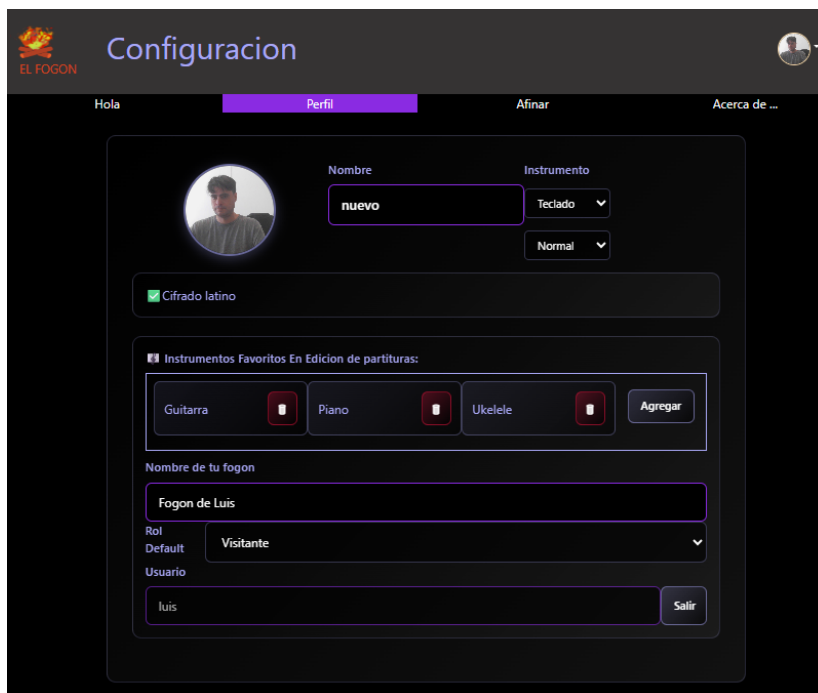 EL FOGON
Configuracion
Hola
Perfil
Afinar
Acerca de ...
Nombre
nuevo
Instrumento
Teclado
Normal
Cifrado latino
Instrumentos Favoritos En Edicion de partituras:
Guitarra
Piano
Ukelele
Agregar
Nombre de tu fogon
Fogon de Luis
Rol
Default
Visitante
Usuario
luis
Salir